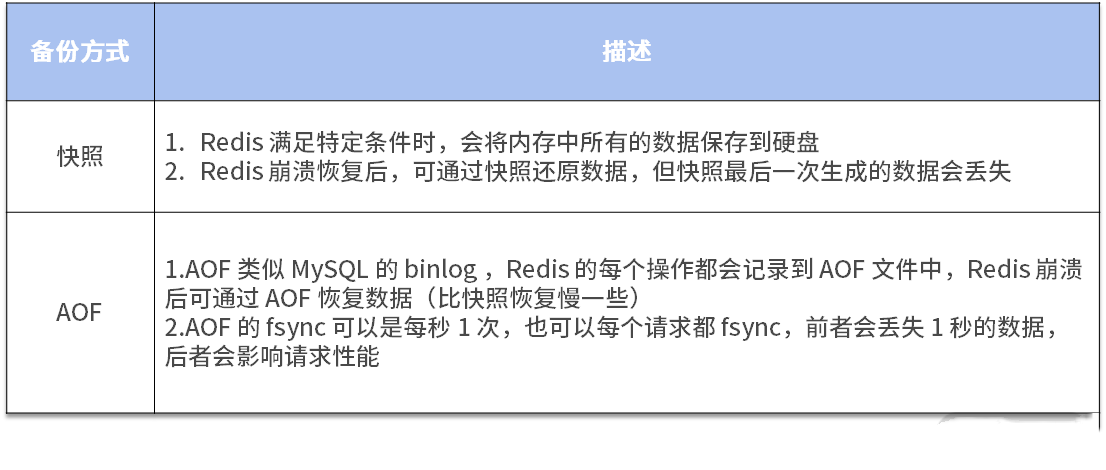 备份方式
描述
快照
1. Redis 满足特定条件时，会将内存中所有的数据保存到硬盘
2. Redis 崩溃恢复后，可通过快照还原数据，但快照最后一次生成的数据会丢失
AOF
1.AOF 类似 MySQL 的 binlog ，Redis 的每个操作都会记录到 AOF 文件中，Redis 崩溃
后可通过 AOF 恢复数据（比快照恢复慢一些）
2.AOF 的 fsync 可以是每秒 1 次，也可以每个请求都 fsync，前者会丢失 1 秒的数据，
后者会影响请求性能